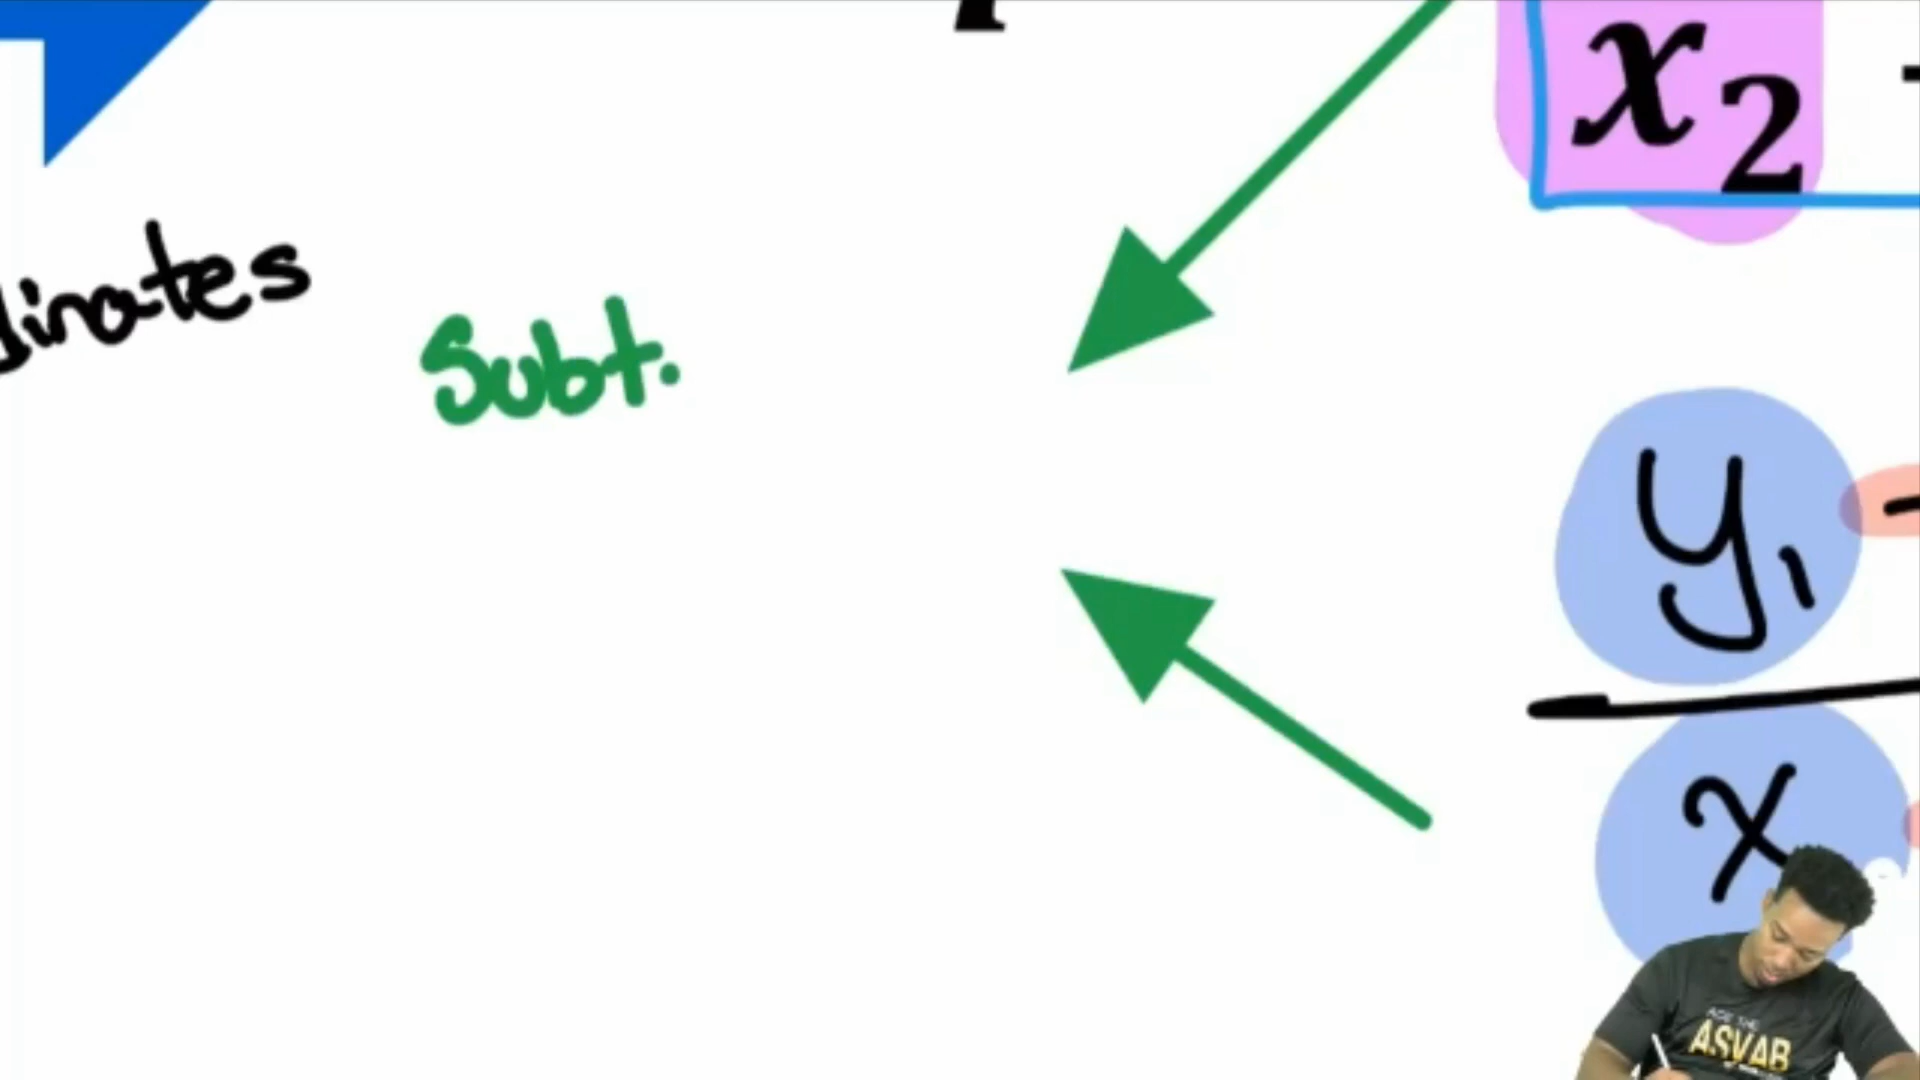 x₂ -
dinates
Subt.
y₁ -
x
ACE THE
ASVAB